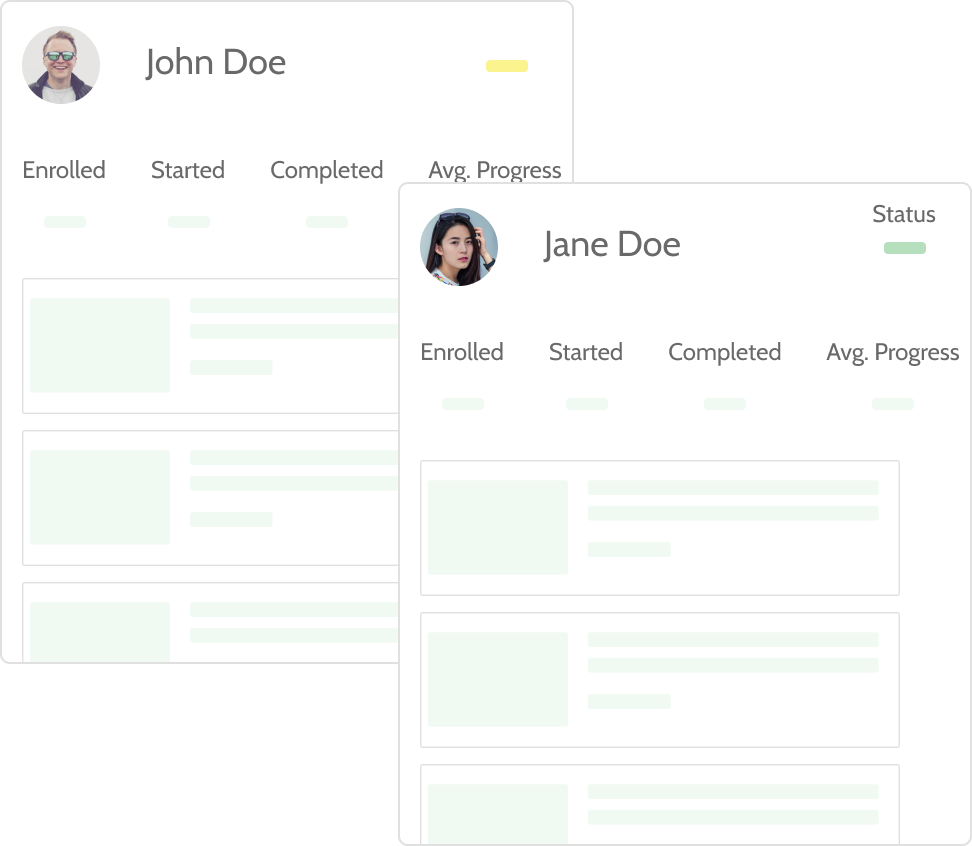 John Doe
Enrolled Started Completed Avg. Progress
Status
Jane Doe
Enrolled Started Completed Avg. Progress